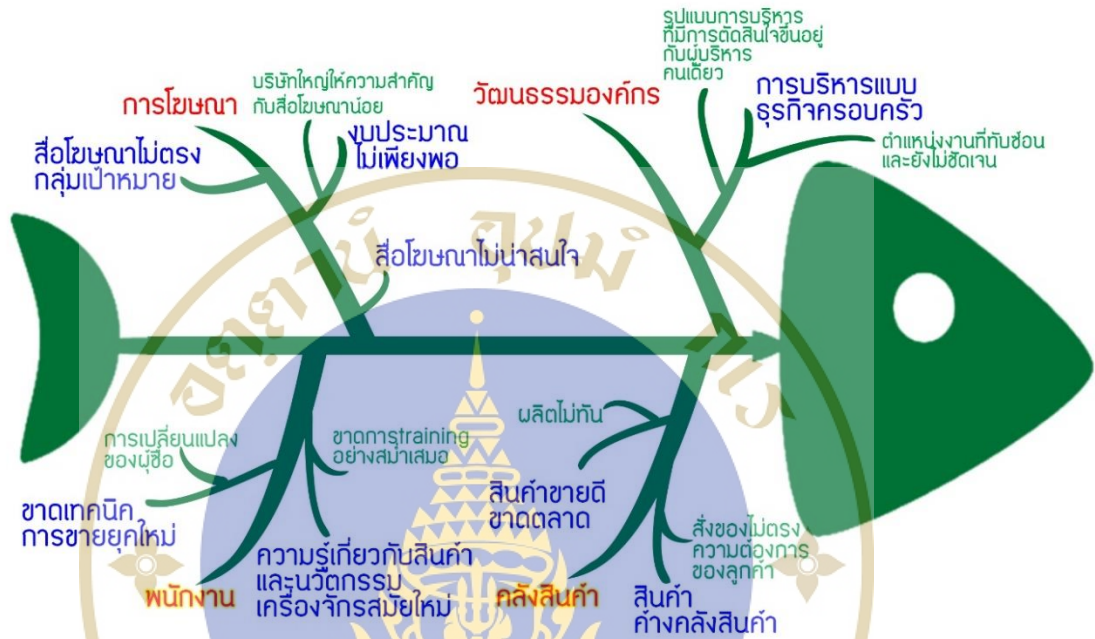 รูปแบบการบริหาร
ที่มีการตัดสินใจขึ้นอยู่
กับผู้บริหาร
คนเดียว
บริษัทใหญ่ให้ความสำคัญ
กับสื่อโฆษณาน้อย
การโฆษณา
วัฒนธรรมองค์กร
การบริหารแบบ
ธุรกิจครอบครัว
งบประมาณ
ไม่เพียงพอ
สื่อโฆษณาไม่ตรง
กลุ่มเป้าหมาย
ตำแหน่งงานที่ทับซ้อน
และยังไม่ชัดเจน
สื่อโฆษณาไม่น่าสนใจ
ผลิตไม่ทัน
การเปลี่ยนแปลง
ของผู้ซื้อ
ขาดการtraining
อย่างสม่ำเสมอ
สินค้าขายดี
ขาดตลาด
ขาดเทคนิค
การขายยุคใหม่
สั่งของไม่ตรง
ความต้องการ
ของลูกค้า
ความรู้เกี่ยวกับสินค้า
และนวัตกรรม
เครื่องจักรสมัยใหม่
พนักงาน
คลังสินค้า
สินค้า
ค้างคลังสินค้า